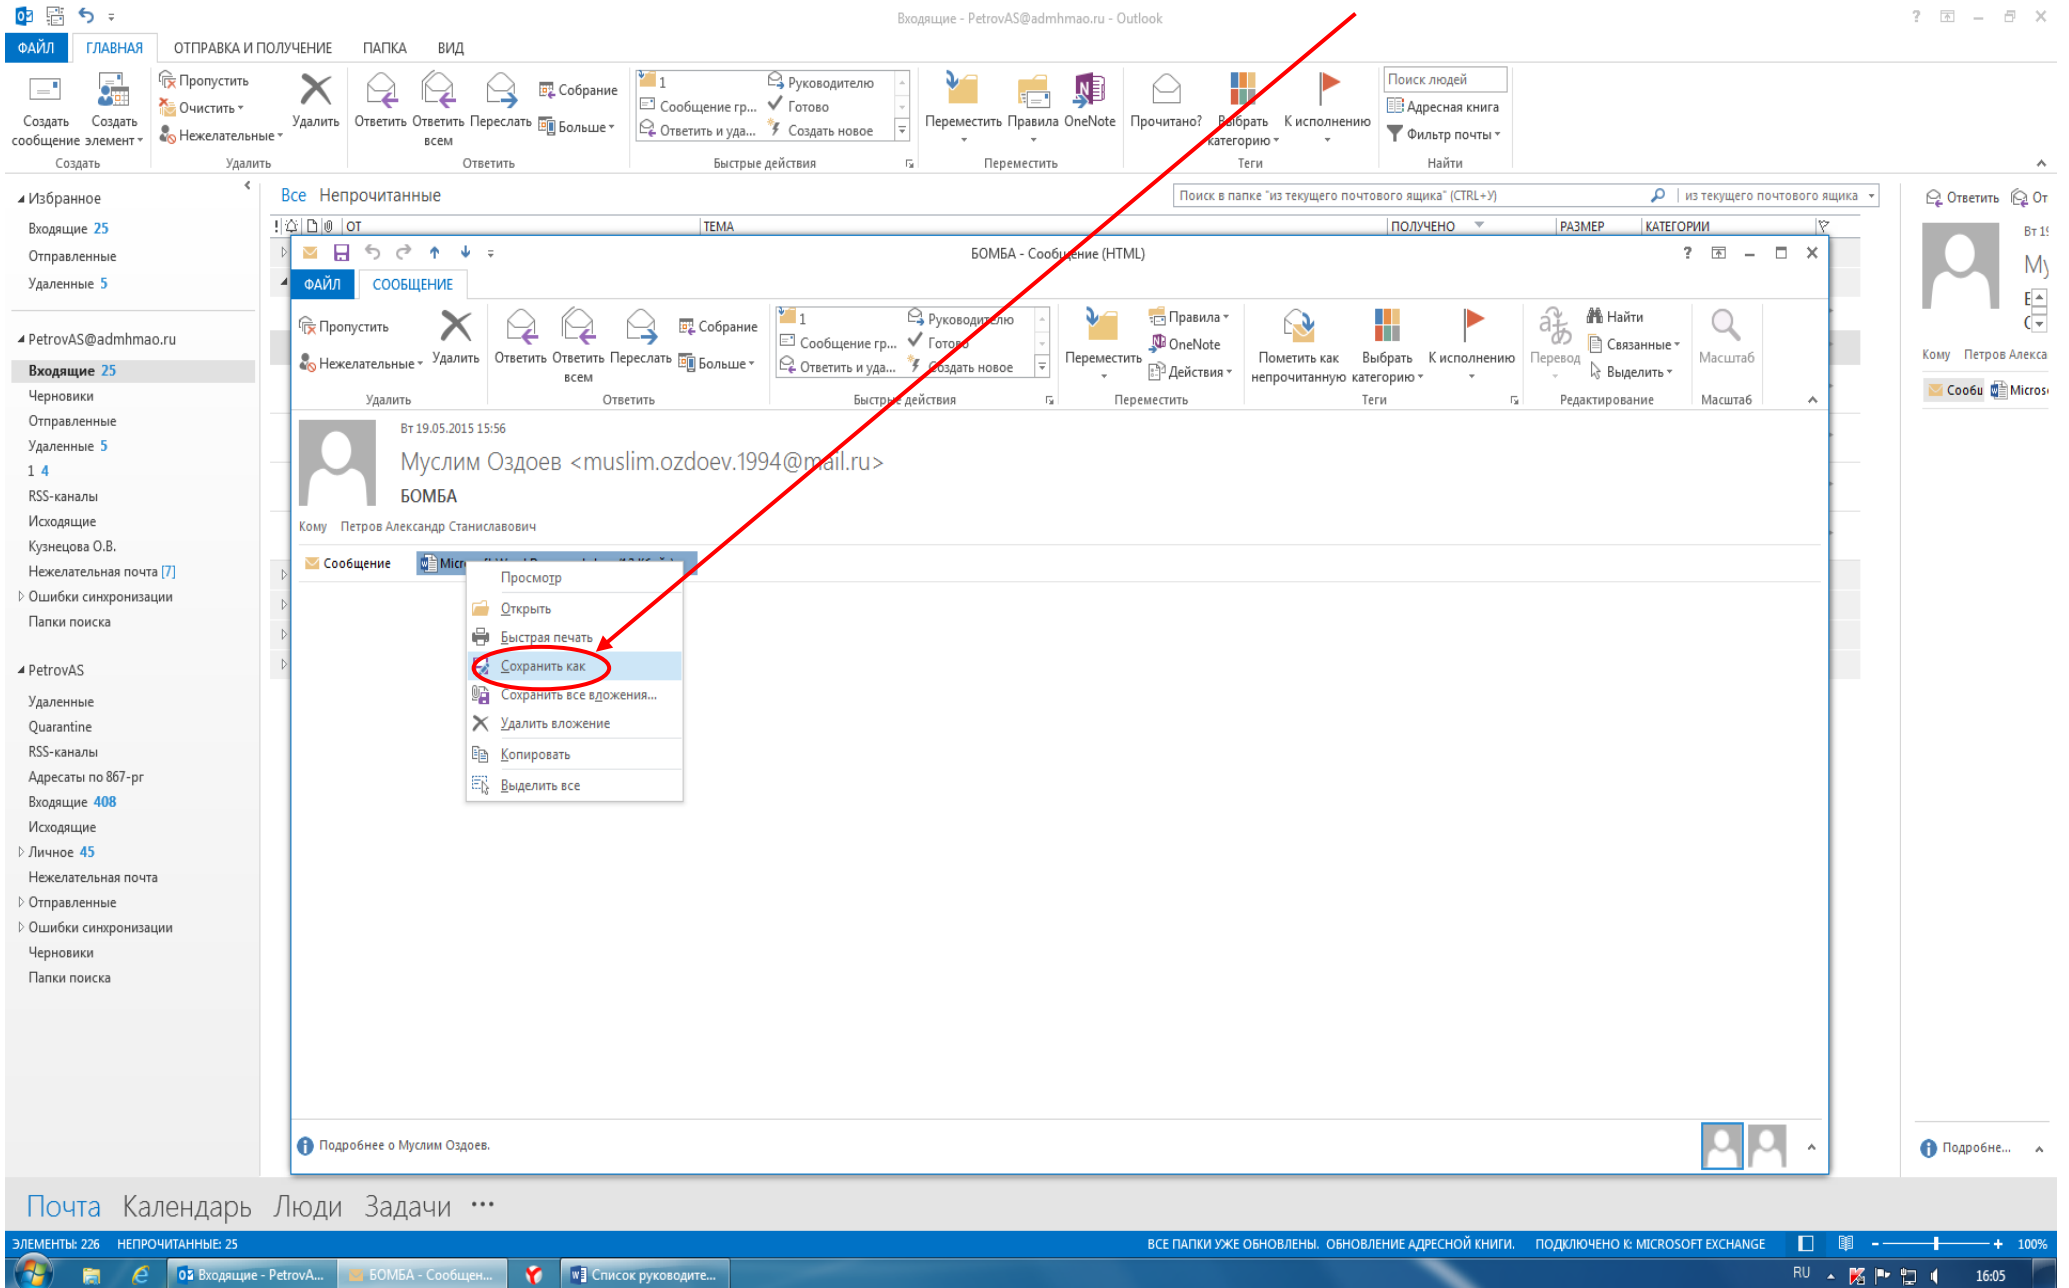 Входящие - PetrovAS@admhmao.ru - Outlook
ФАЙЛ ГЛАВНАЯ ОТПРАВКА И ПОЛУЧЕНИЕ ПАПКА ВИД
Создать сообщение
Создать элемент
Создать
Пропустить
Очистить
Нежелательные
Удалить
Удалить
Ответить
Ответить всем
Переслать
Собрание
Больше
Ответить
1
Сообщение гр...
Ответить и уда...
Руководителю
Готово
Создать новое
Быстрые действия
Переместить
Правила
OneNote
Переместить
Прочитано?
Выбрать категорию
К исполнению
Теги
Поиск людей
Адресная книга
Фильтр почты
Найти
Избранное
Входящие 25
Отправленные
Удаленные 5
PetrovAS@admhmao.ru
Входящие 25
Черновики
Отправленные
Удаленные 5
1 4
RSS-каналы
Исходящие
Кузнецова О.В.
Нежелательная почта [7]
Ошибки синхронизации
Папки поиска
PetrovAS
Удаленные
Quarantine
RSS-каналы
Адресаты по 867-рг
Входящие 408
Исходящие
Личное 45
Нежелательная почта
Отправленные
Ошибки синхронизации
Черновики
Папки поиска
Все Непрочитанные
Поиск в папке "из текущего почтового ящика" (CTRL+У)
из текущего почтового ящика
ОТ ТЕМА ПОЛУЧЕНО РАЗМЕР КАТЕГОРИИ
БОМБА - Сообщение (HTML)
ФАЙЛ СООБЩЕНИЕ
Пропустить
Нежелательные
Удалить
Удалить
Ответить
Ответить всем
Переслать
Собрание
Больше
Ответить
1
Сообщение гр...
Ответить и уда...
Руководителю
Готово
Создать новое
Быстрые действия
Переместить
Правила
OneNote
Действия
Переместить
Пометить как непрочитанную
Выбрать категорию
К исполнению
Теги
Перевод
Найти
Связанные
Выделить
Редактирование
Масштаб
Масштаб
Вт 19.05.2015 15:56
Муслим Оздоев <muslim.ozdoev.1994@mail.ru>
БОМБА
Кому Петров Александр Станиславович
Сообщение
Просмотр
Открыть
Быстрая печать
Сохранить как
Сохранить все вложения...
Удалить вложение
Копировать
Выделить все
Подробнее о Муслим Оздоев.
Ответить От
Вт 19
Му
Кому Петров Алекса
Сообщ Micros
Подробне...
Почта Календарь Люди Задачи ...
ЭЛЕМЕНТЫ: 226 НЕПРОЧИТАННЫЕ: 25
ВСЕ ПАПКИ УЖЕ ОБНОВЛЕНЫ. ОБНОВЛЕНИЕ АДРЕСНОЙ КНИГИ. ПОДКЛЮЧЕНО К: MICROSOFT EXCHANGE 100%
Входящие - PetrovA...
БОМБА - Сообщен...
Список руководите...
RU 16:05